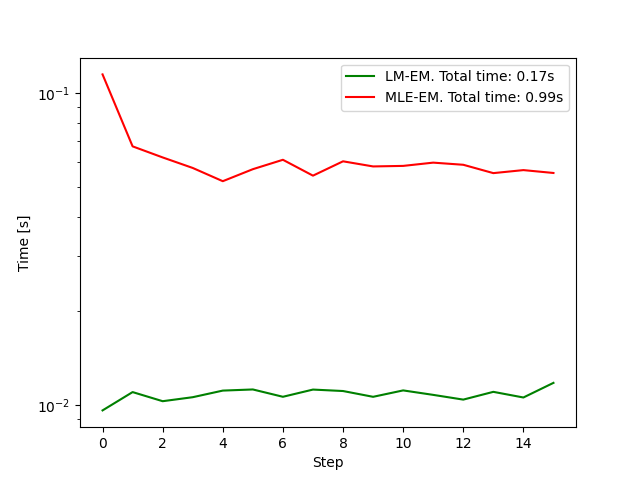 LM-EM. Total time: 0.17s
MLE-EM. Total time: 0.99s
10⁻¹
10⁻²
Time [s]
0 2 4 6 8 10 12 14
Step